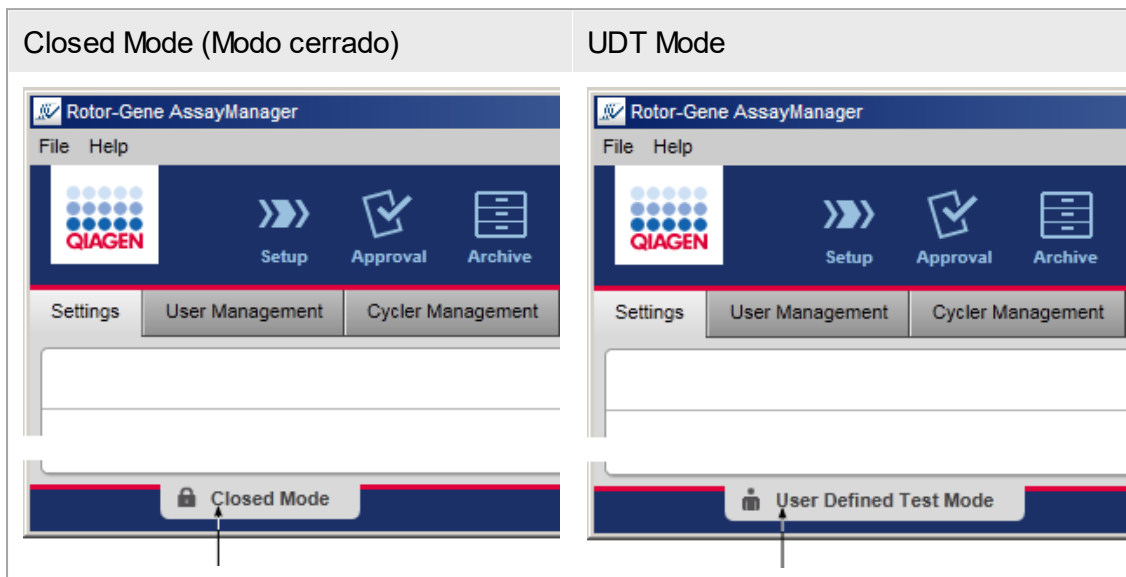 Closed Mode (Modo cerrado)
UDT Mode
Rotor-Gene AssayManager
File Help
QIAGEN
Setup Approval Archive
Settings User Management Cycler Management
Closed Mode
Rotor-Gene AssayManager
File Help
QIAGEN
Setup Approval Archive
Settings User Management Cycler Management
User Defined Test Mode